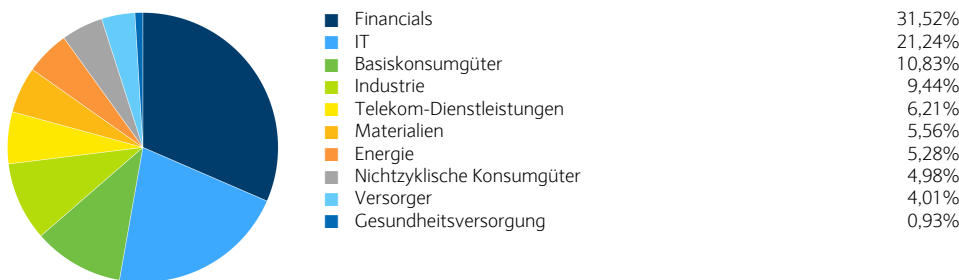 Financials 31,52%
IT 21,24%
Basiskonsumgüter 10,83%
Industrie 9,44%
Telekom-Dienstleistungen 6,21%
Materialien 5,56%
Energie 5,28%
Nichtzyklische Konsumgüter 4,98%
Versorger 4,01%
Gesundheitsversorgung 0,93%